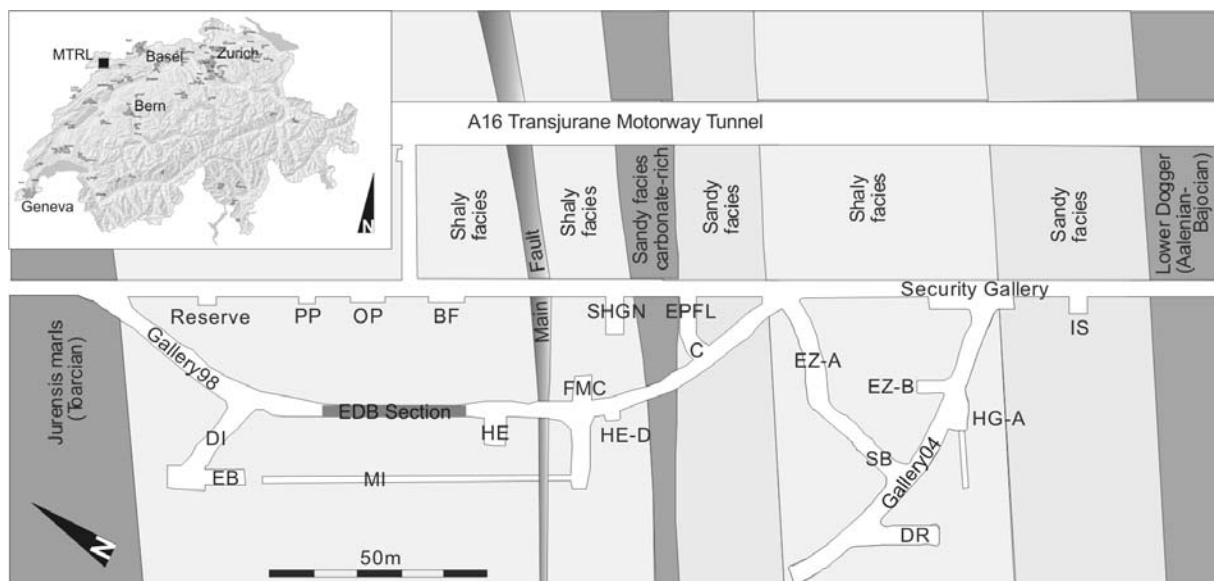 MTRL
Basel
Zurich
Bern
Geneva
N
A16 Transjurane Motorway Tunnel
Shaly
facies
Main Fault
Shaly
facies
Sandy facies
carbonate-rich
Sandy
facies
Shaly
facies
Sandy
facies
Lower Dogger
(Aalenian-
Bajocian)
Jurensis marls
(Toarcian)
Reserve
PP
OP
BF
SHGN
EPFL
Security Gallery
IS
Gallery98
C
EZ-A
EZ-B
FMC
EDB Section
HE
HE-D
HG-A
DI
EB
MI
SB
Gallery04
DR
N
50m